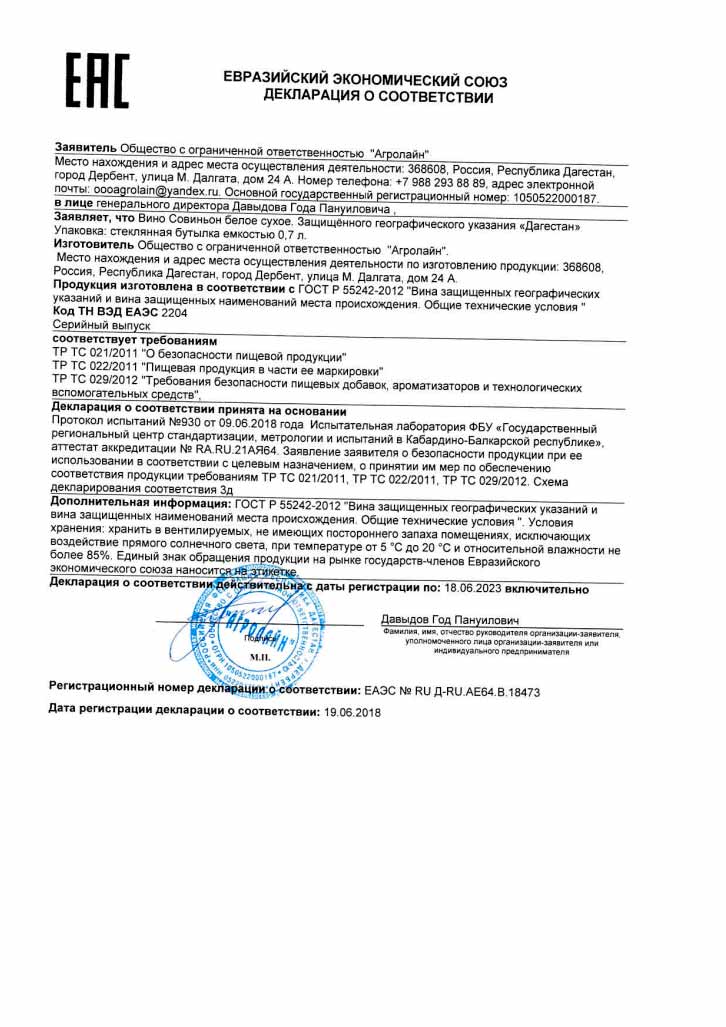 EAC
ЕВРАЗИЙСКИЙ ЭКОНОМИЧЕСКИЙ СОЮЗ
ДЕКЛАРАЦИЯ О СООТВЕТСТВИИ
Заявитель Общество с ограниченной ответственностью "Агролайн"
Место нахождения и адрес места осуществления деятельности: 368608, Россия, Республика Дагестан,
город Дербент, улица М. Далгата, дом 24 А. Номер телефона: +7 988 293 88 89, адрес электронной
почты: oooagrolain@yandex.ru. Основной государственный регистрационный номер: 1050522000187.
в лице генерального директора Давыдова Года Пануиловича ,
Заявляет, что Вино Совиньон белое сухое. Защищённого географического указания «Дагестан»
Упаковка: стеклянная бутылка емкостью 0,7 л.
Изготовитель Общество с ограниченной ответственностью "Агролайн".
Место нахождения и адрес места осуществления деятельности по изготовлению продукции: 368608,
Россия, Республика Дагестан, город Дербент, улица М. Далгата, дом 24 А.
Продукция изготовлена в соответствии с ГОСТ Р 55242-2012 "Вина защищенных географических
указаний и вина защищенных наименований места происхождения. Общие технические условия "
Код ТН ВЭД ЕАЭС 2204
Серийный выпуск
соответствует требованиям
ТР ТС 021/2011 "О безопасности пищевой продукции"
ТР ТС 022/2011 "Пищевая продукция в части ее маркировки"
ТР ТС 029/2012 "Требования безопасности пищевых добавок, ароматизаторов и технологических
вспомогательных средств",
Декларация о соответствии принята на основании
Протокол испытаний №930 от 09.06.2018 года Испытательная лаборатория ФБУ «Государственный
региональный центр стандартизации, метрологии и испытаний в Кабардино-Балкарской республике»,
аттестат аккредитации № RA.RU.21АЯ64. Заявление заявителя о безопасности продукции при ее
использовании в соответствии с целевым назначением, о принятии им мер по обеспечению
соответствия продукции требованиям ТР ТС 021/2011, ТР ТС 022/2011, ТР ТС 029/2012. Схема
декларирования соответствия 3д
Дополнительная информация: ГОСТ Р 55242-2012 "Вина защищенных географических указаний и
вина защищенных наименований места происхождения. Общие технические условия ". Условия
хранения: хранить в вентилируемых, не имеющих постороннего запаха помещениях, исключающих
воздействие прямого солнечного света, при температуре от 5 °С до 20 °С и относительной влажности не
более 85%. Единый знак обращения продукции на рынке государств-членов Евразийского
экономического союза наносится на этикетке.
Декларация о соответствии действительна с даты регистрации по: 18.06.2023 включительно
Давыдов Год Пануилович
Фамилия, имя, отчество руководителя организации-заявителя,
уполномоченного лица организации-заявителя или
индивидуального предпринимателя
"АГРОЛАЙН"
Подпись
М.П.
ОГРН 1050522000187
Регистрационный номер декларации о соответствии: ЕАЭС № RU Д-RU.АЕ64.В.18473
Дата регистрации декларации о соответствии: 19.06.2018